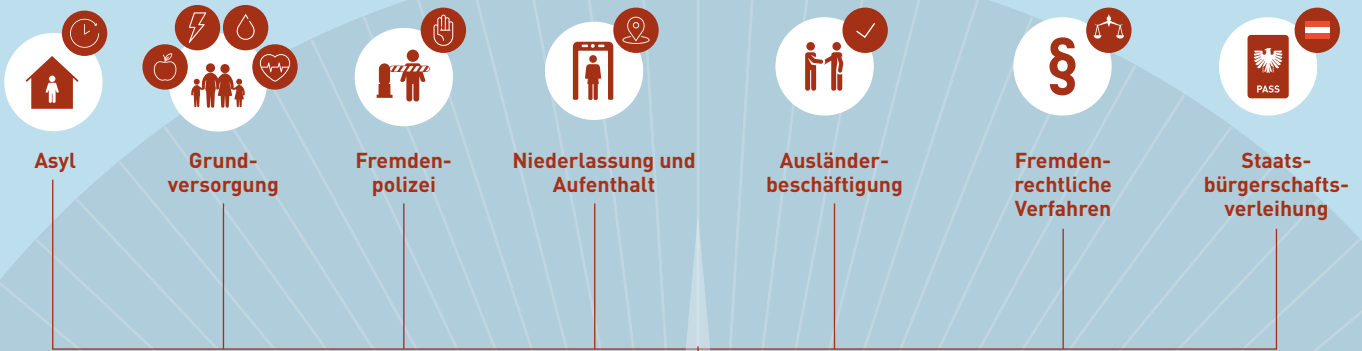 PASS
§
Asyl
Grund-
versorgung
Fremden-
polizei
Niederlassung und
Aufenthalt
Ausländer-
beschäftigung
Fremden-
rechtliche
Verfahren
Staats-
bürgerschafts-
verleihung